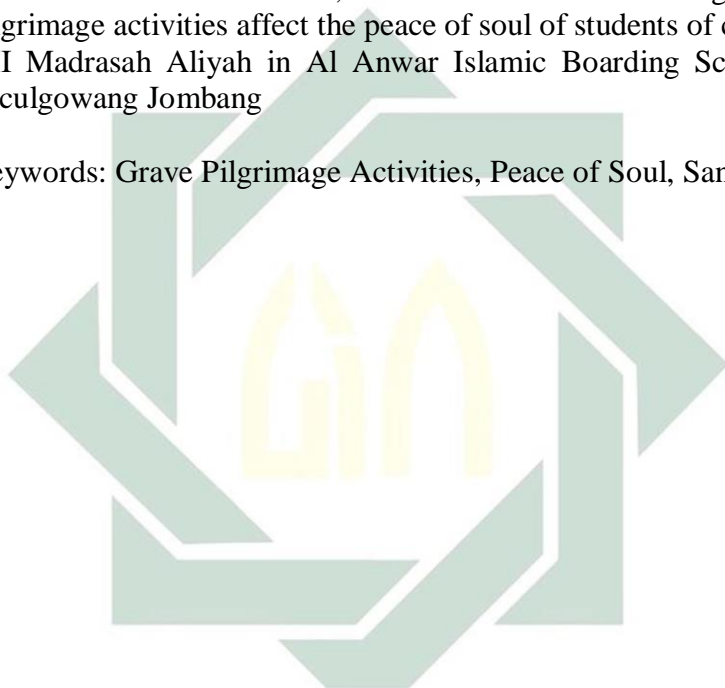 grimage activities affect the peace of soul of students of
I Madrasah Aliyah in Al Anwar Islamic Boarding Sc
culgowang Jombang
eywords: Grave Pilgrimage Activities, Peace of Soul, San